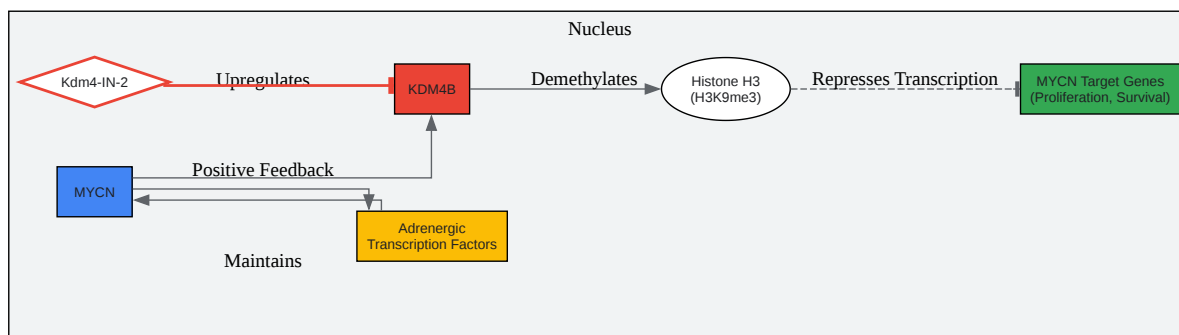 Nucleus
Kdm4-IN-2
Upregulates
KDM4B
Demethylates
Histone H3
(H3K9me3)
Represses Transcription
MYCN Target Genes
(Proliferation, Survival)
Positive Feedback
MYCN
Adrenergic
Transcription Factors
Maintains